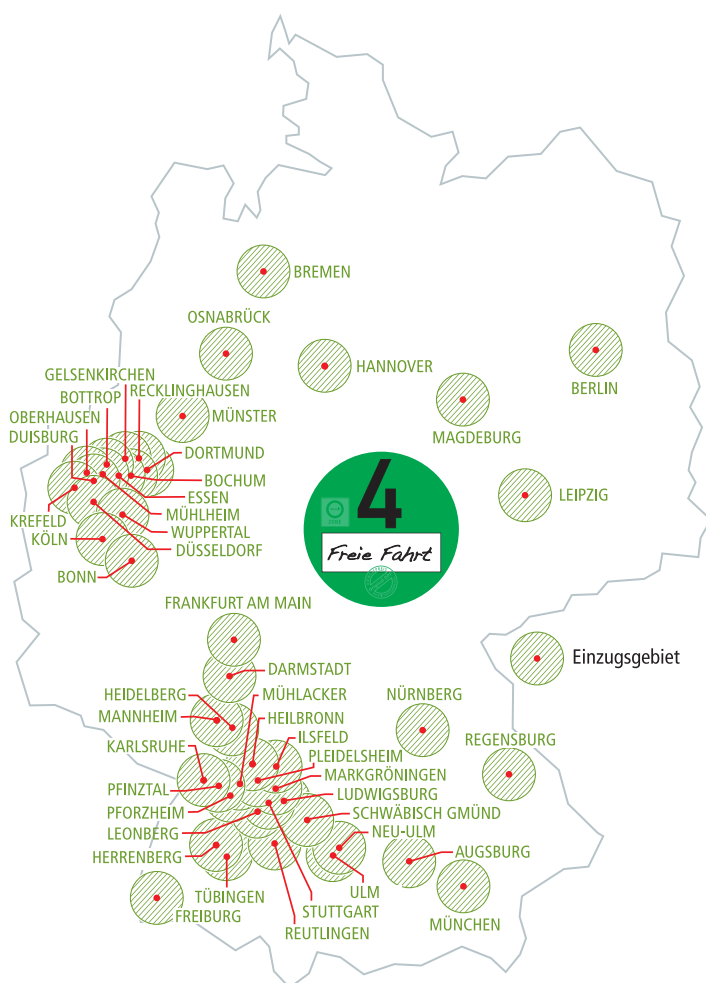 BREMEN
OSNABRÜCK
HANNOVER
BERLIN
GELSENKIRCHEN
BOTTROP
RECKLINGHAUSEN
OBERHAUSEN
MÜNSTER
DUISBURG
MAGDEBURG
DORTMUND
BOCHUM
ESSEN
LEIPZIG
MÜHLHEIM
KREFELD
WUPPERTAL
KÖLN
DÜSSELDORF
BONN
4
Freie Fahrt
FRANKFURT AM MAIN
Einzugsgebiet
DARMSTADT
HEIDELBERG
MÜHLACKER
NÜRNBERG
MANNHEIM
HEILBRONN
ILSFELD
REGENSBURG
KARLSRUHE
PLEIDELSHEIM
MARKGRÖNINGEN
PFINZTAL
LUDWIGSBURG
PFORZHEIM
SCHWÄBISCH GMÜND
LEONBERG
NEU-ULM
HERRENBERG
AUGSBURG
TÜBINGEN
ULM
FREIBURG
STUTTGART
MÜNCHEN
REUTLINGEN